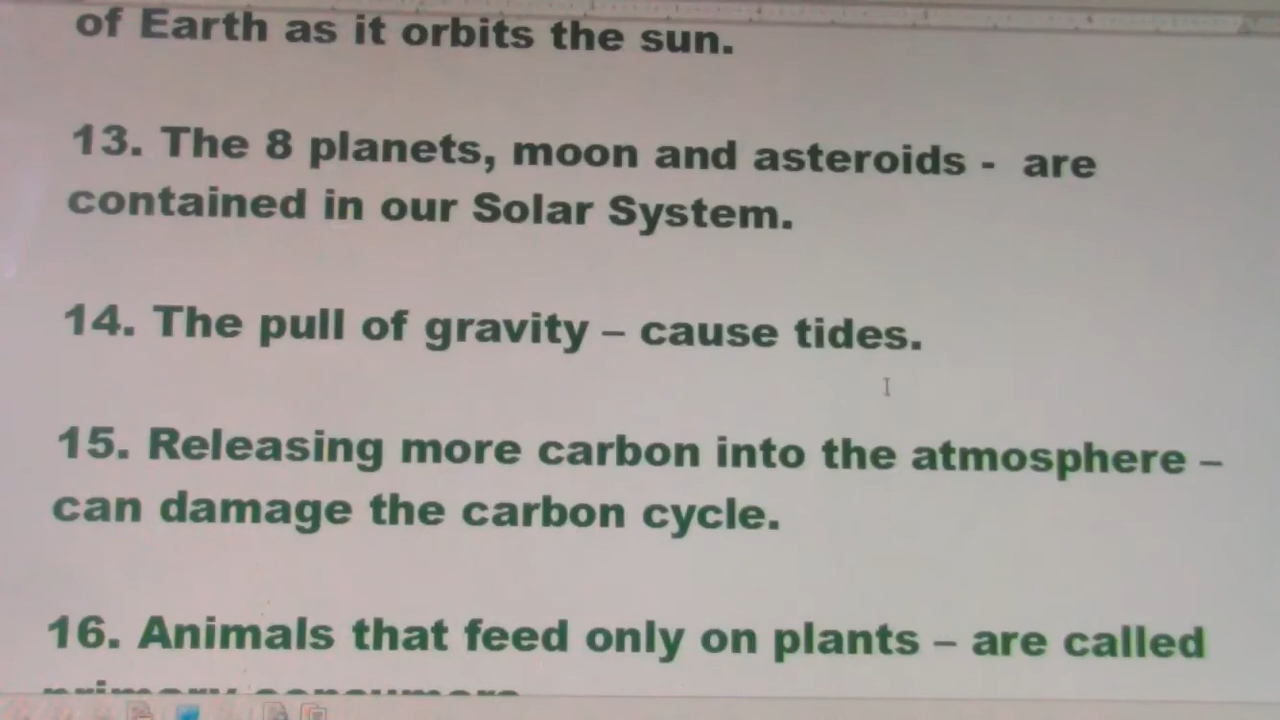 of Earth as it orbits the sun.
13. The 8 planets, moon and asteroids -  are
contained in our Solar System.
14. The pull of gravity – cause tides.
15. Releasing more carbon into the atmosphere –
can damage the carbon cycle.
16. Animals that feed only on plants – are called
primary consumers